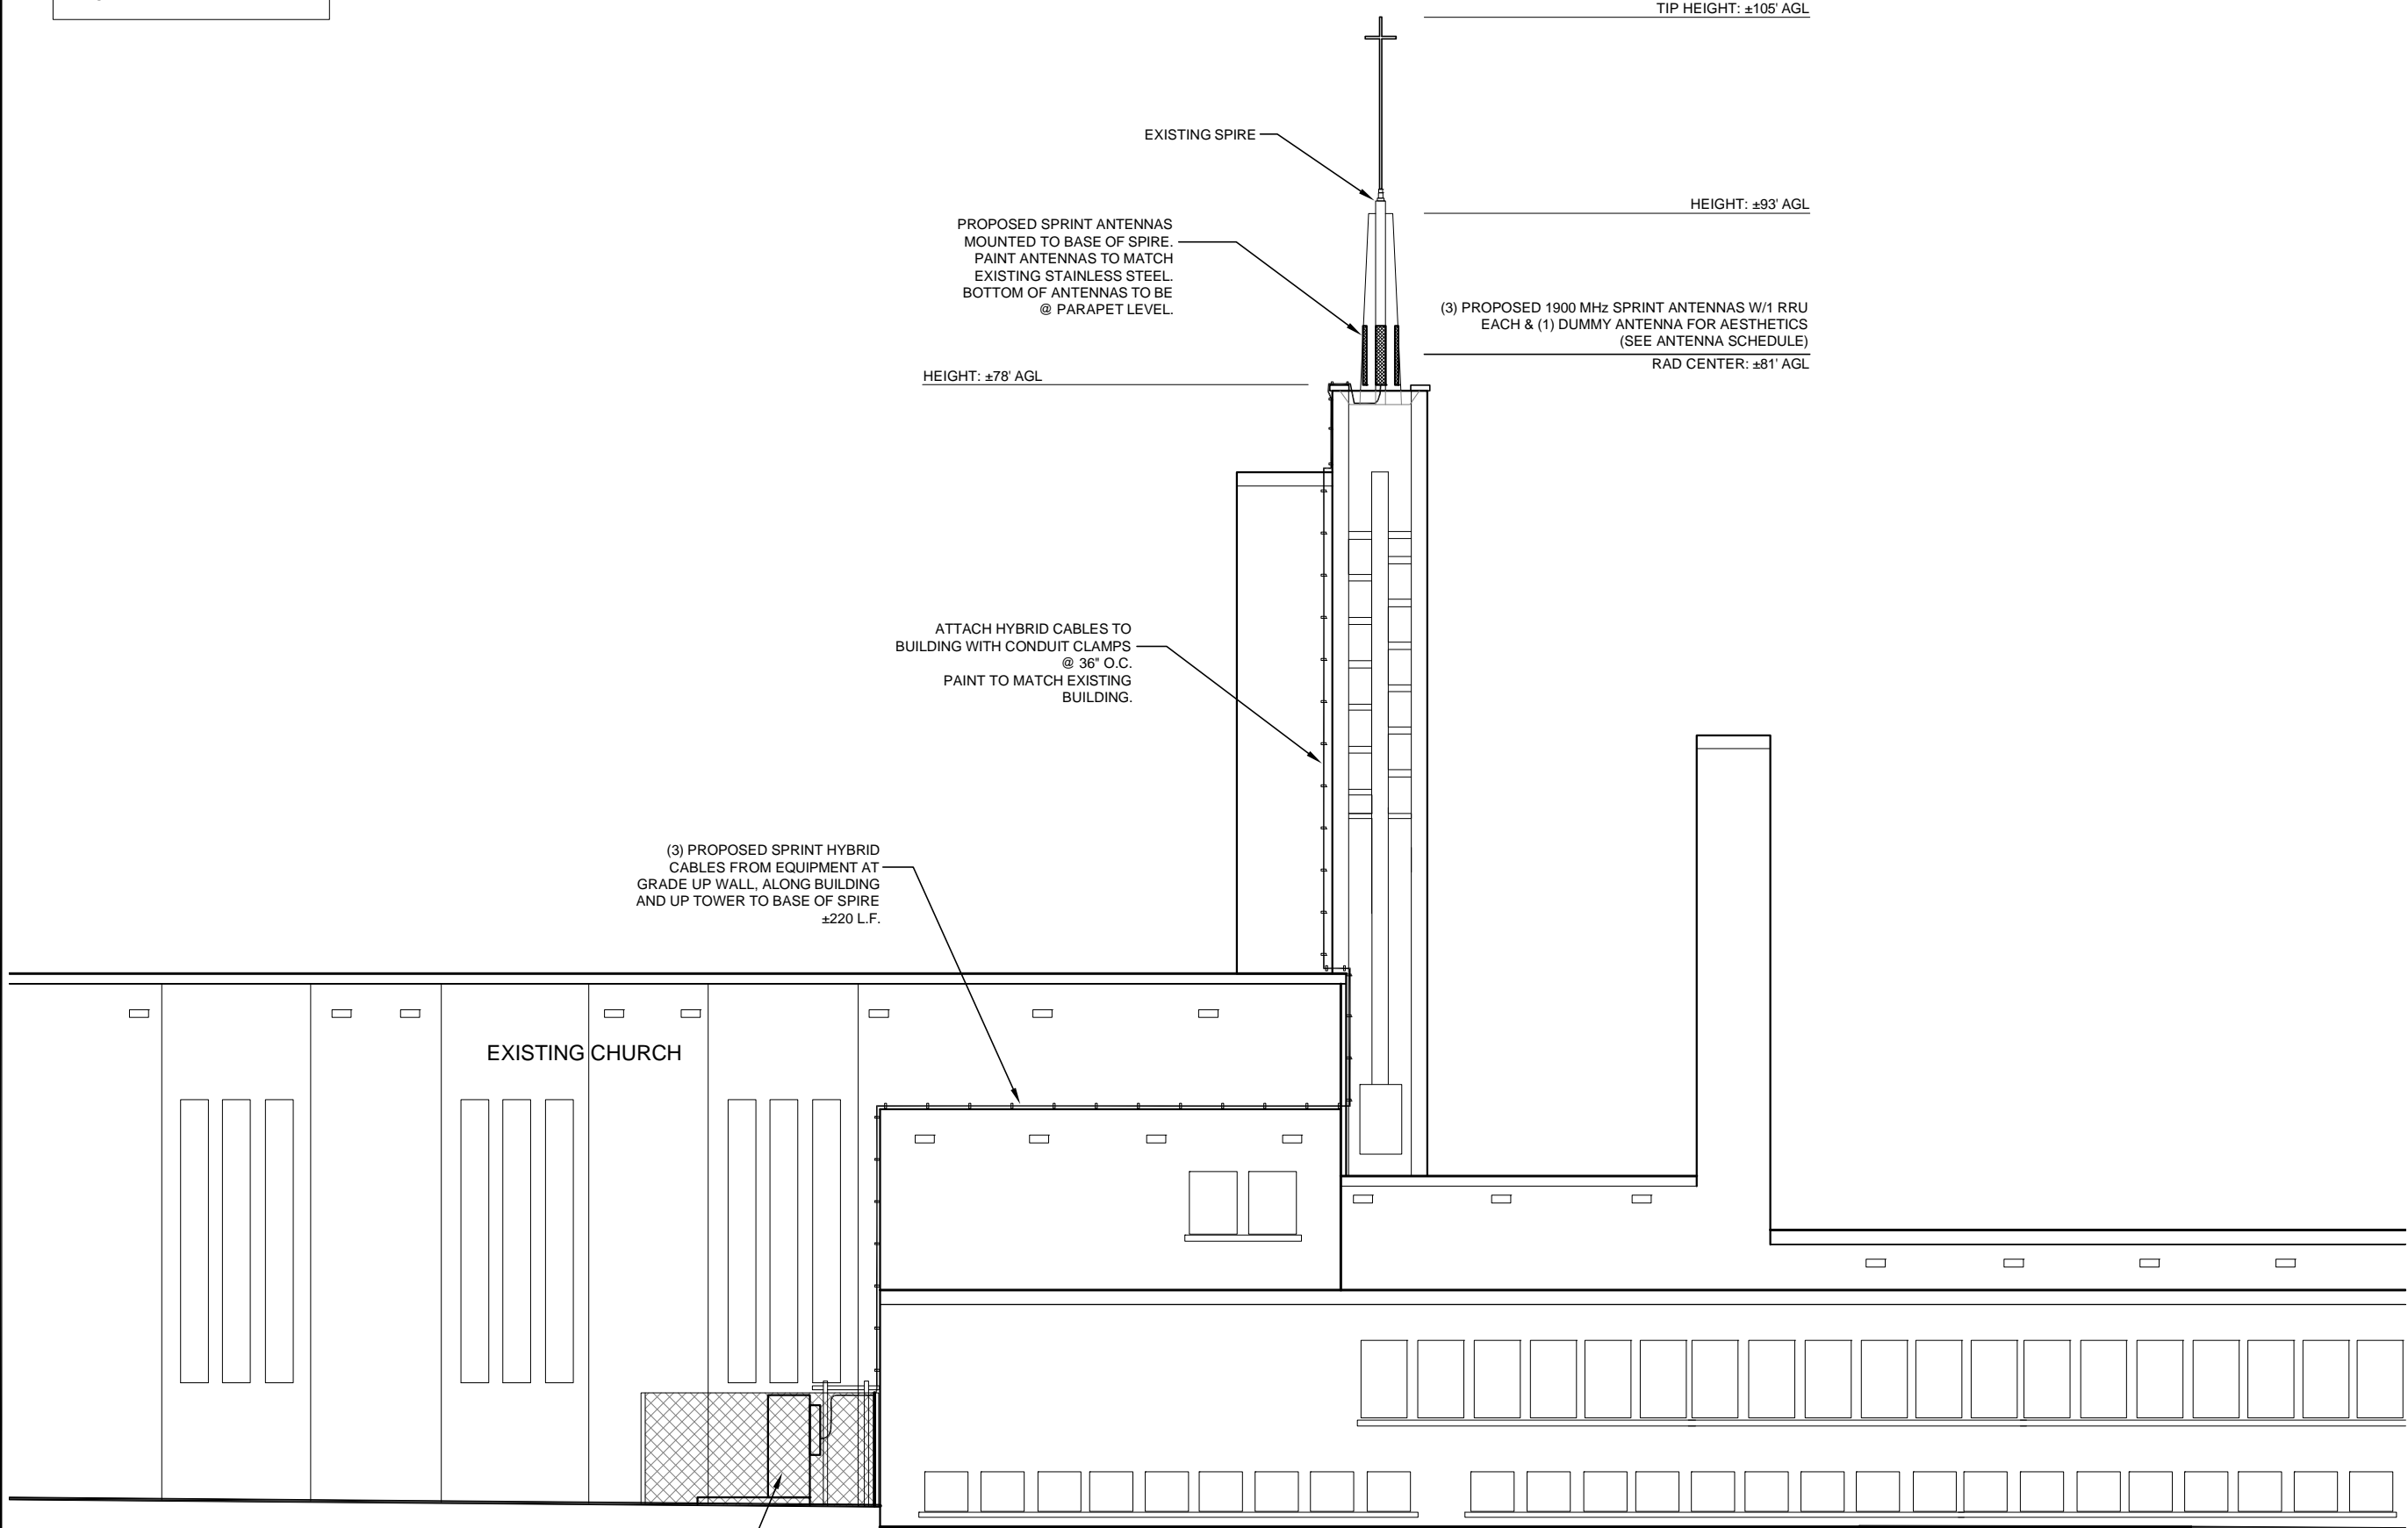 TIP HEIGHT: ±105' AGL
EXISTING SPIRE
HEIGHT: ±93' AGL
PROPOSED SPRINT ANTENNAS
MOUNTED TO BASE OF SPIRE.
PAINT ANTENNAS TO MATCH
EXISTING STAINLESS STEEL.
BOTTOM OF ANTENNAS TO BE
@ PARAPET LEVEL.
(3) PROPOSED 1900 MHz SPRINT ANTENNAS W/1 RRU
EACH & (1) DUMMY ANTENNA FOR AESTHETICS
(SEE ANTENNA SCHEDULE)
RAD CENTER: ±81' AGL
HEIGHT: ±78' AGL
ATTACH HYBRID CABLES TO
BUILDING WITH CONDUIT CLAMPS
@ 36" O.C.
PAINT TO MATCH EXISTING
BUILDING.
(3) PROPOSED SPRINT HYBRID
CABLES FROM EQUIPMENT AT
GRADE UP WALL, ALONG BUILDING
AND UP TOWER TO BASE OF SPIRE
±220 L.F.
EXISTING CHURCH